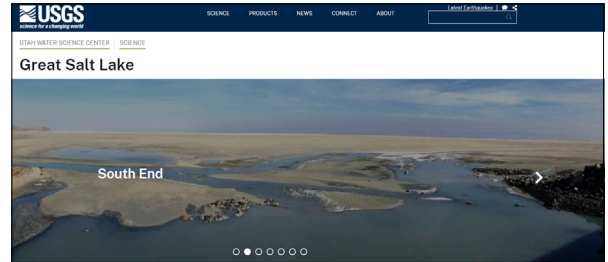 USGS
science for a changing world
SCIENCE PRODUCTS NEWS CONNECT ABOUT
Latest Earthquakes
UTAH WATER SCIENCE CENTER SCIENCE
Great Salt Lake
South End